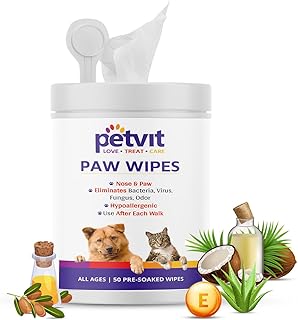 petvit
LOVE • TREAT • CARE
PAW WIPES
Nose & Paw
Eliminates Bacteria, Virus,
Fungus, Odor
Hypoallergenic
Use After Each Walk
ALL AGES | 50 PRE-SOAKED WIPES
E